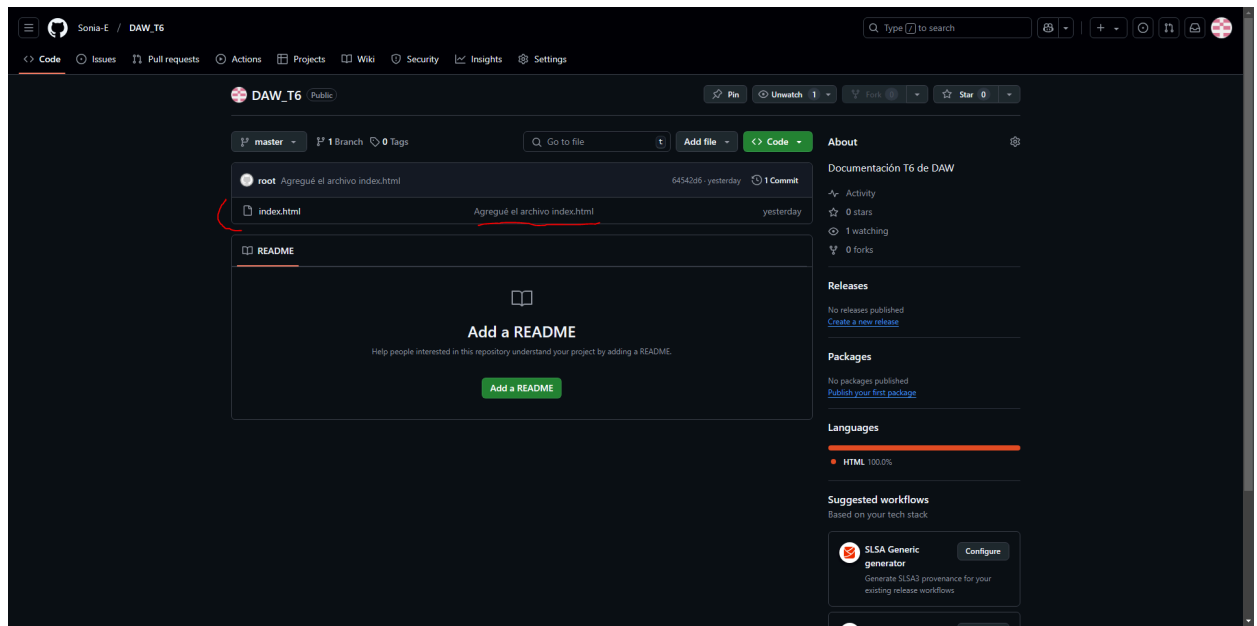 Sonia-E / DAW_T6
Type / to search
Code Issues Pull requests Actions Projects Wiki Security Insights Settings
DAW_T6 Public
Pin Unwatch 1 Fork 0 Star 0
master 1 Branch 0 Tags
Go to file t Add file Code
root Agregué el archivo index.html 64542d6 · yesterday 1 Commit
index.html Agregué el archivo index.html yesterday
README
Add a README
Help people interested in this repository understand your project by adding a README.
Add a README
About
Documentación T6 de DAW
Activity
0 stars
1 watching
0 forks
Releases
No releases published
Create a new release
Packages
No packages published
Publish your first package
Languages
HTML 100.0%
Suggested workflows
Based on your tech stack
SLSA Generic
generator
Configure
Generate SLSA3 provenance for your
existing release workflows